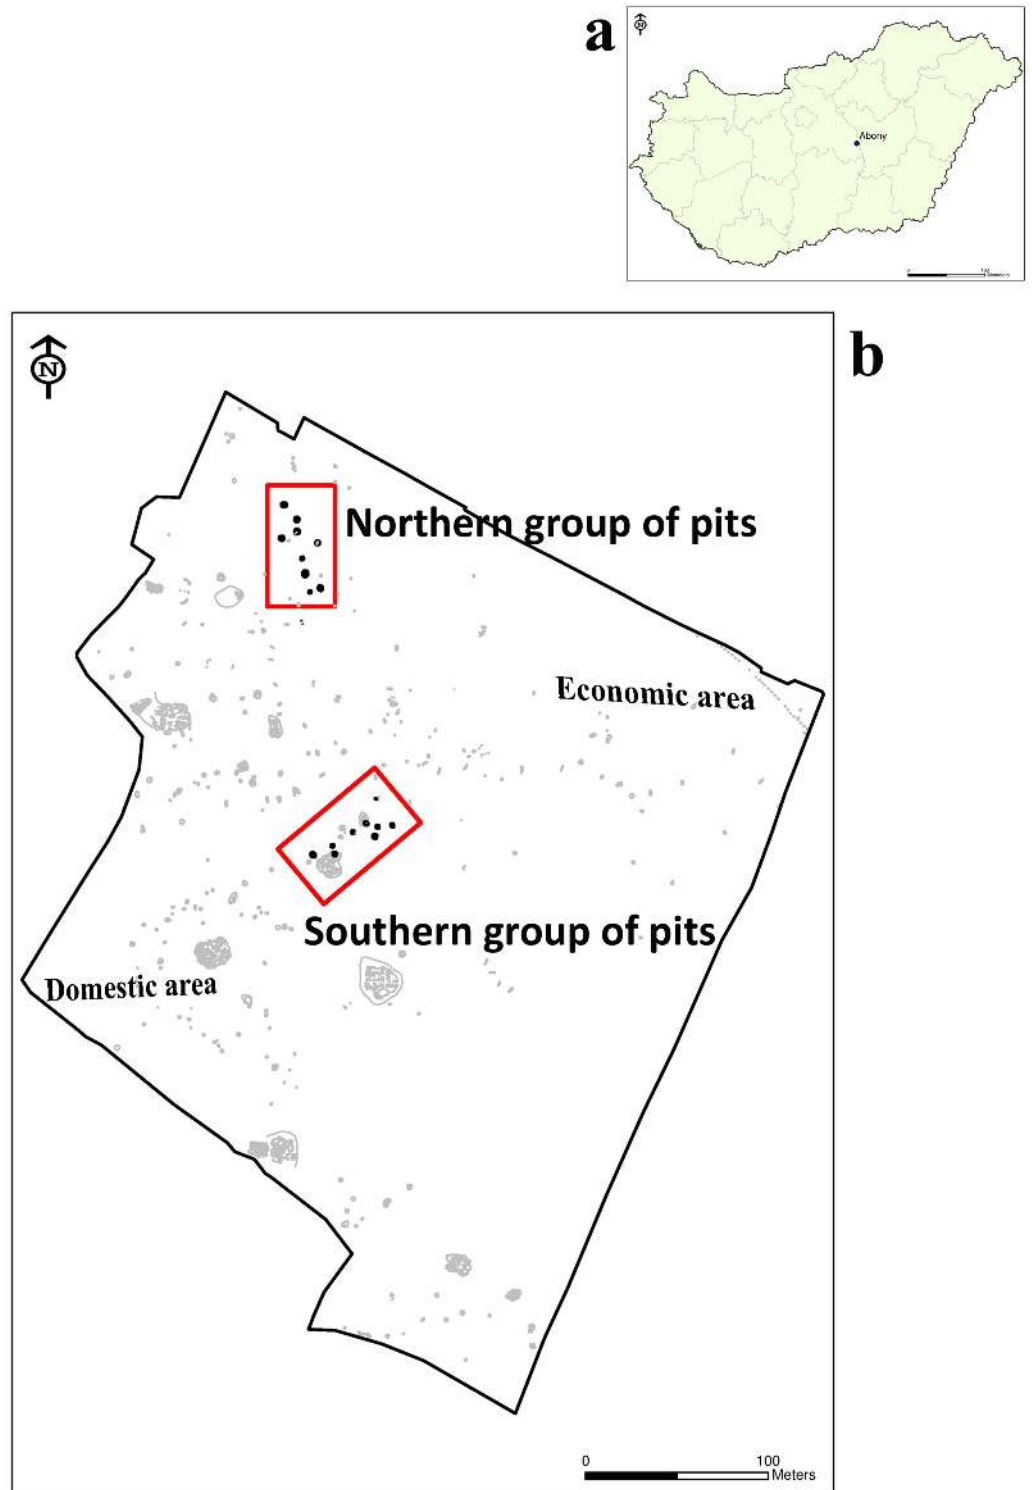 a
Abony
b
N
Northern group of pits
Economic area
Southern group of pits
Domestic area
0 100
Meters